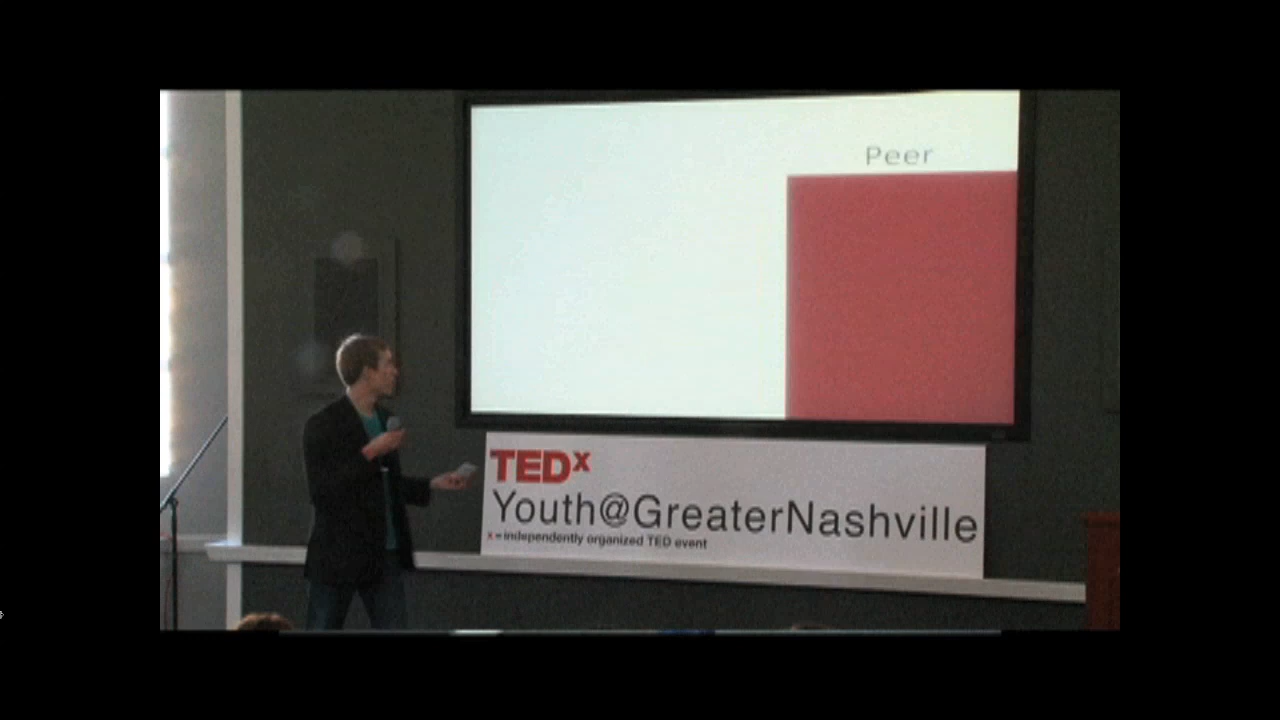 Peer
TEDx
Youth@GreaterNashville
x = independently organized TED event